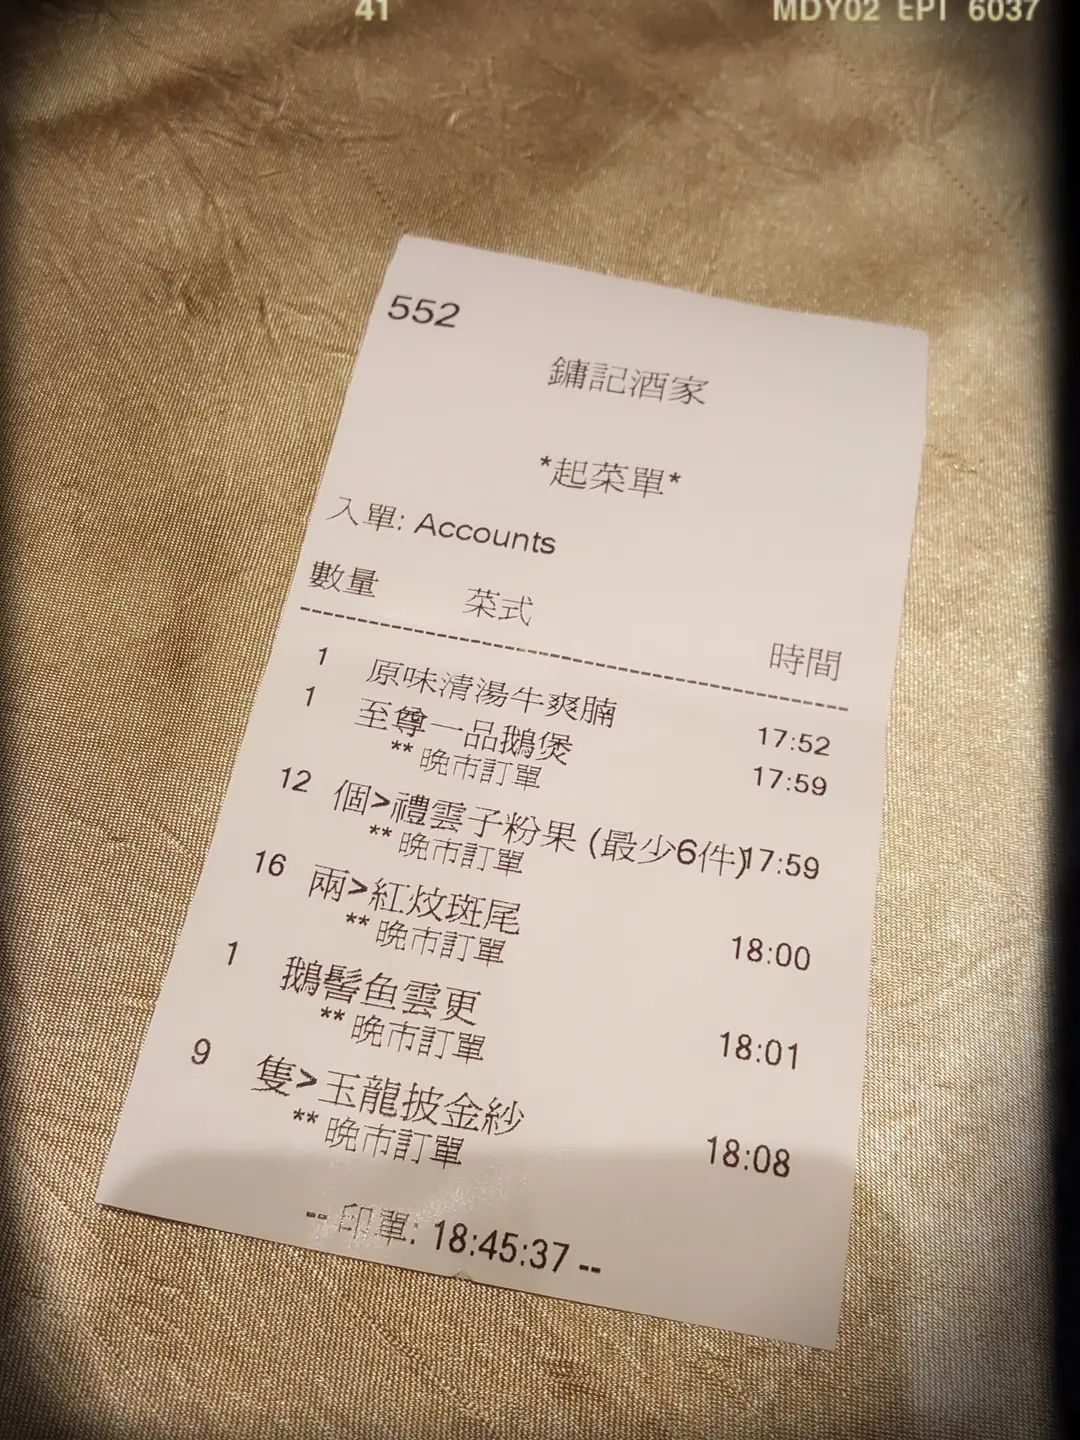 41
MDY02 EPI 6037
552
鏞記酒家
*起菜單*
入單: Accounts
數量 菜式 時間
1 原味清湯牛爽腩 17:52
1 至尊一品鵝煲 17:59
** 晚市訂單
12 個>禮雲子粉果 (最少6件) 17:59
** 晚市訂單
16 兩>紅炆斑尾 18:00
** 晚市訂單
1 鵝髻魚雲更 18:01
** 晚市訂單
9 隻>玉龍披金紗 18:08
** 晚市訂單
-- 印單: 18:45:37 --